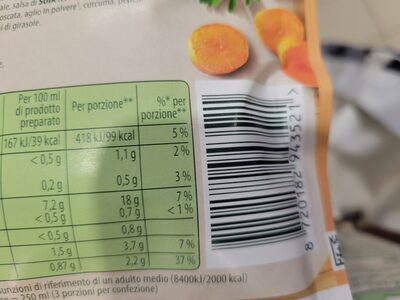 ale, salsa di SOIA
oscata, aglio in polvere), curcuma, pepe
i di girasole.
e.
Per 100 ml di prodotto preparato
Per porzione**
%* per porzione**
167 kJ/39 kcal 418 kJ/99 kcal 5 %
< 0,5 g 1,1 g 2 %
0,2 g 0,5 g 3 %
7,2 g 18 g 7 %
< 0,5 g 0,7 g < 1 %
< 0,5 g 0,8 g
1,5 g 3,7 g 7 %
0,87 g 2,2 g 37 %
sunzioni di riferimento di un adulto medio (8400kJ/2000 kcal)
= 250 ml (3 porzioni per confezione)
8 720182 943521 >